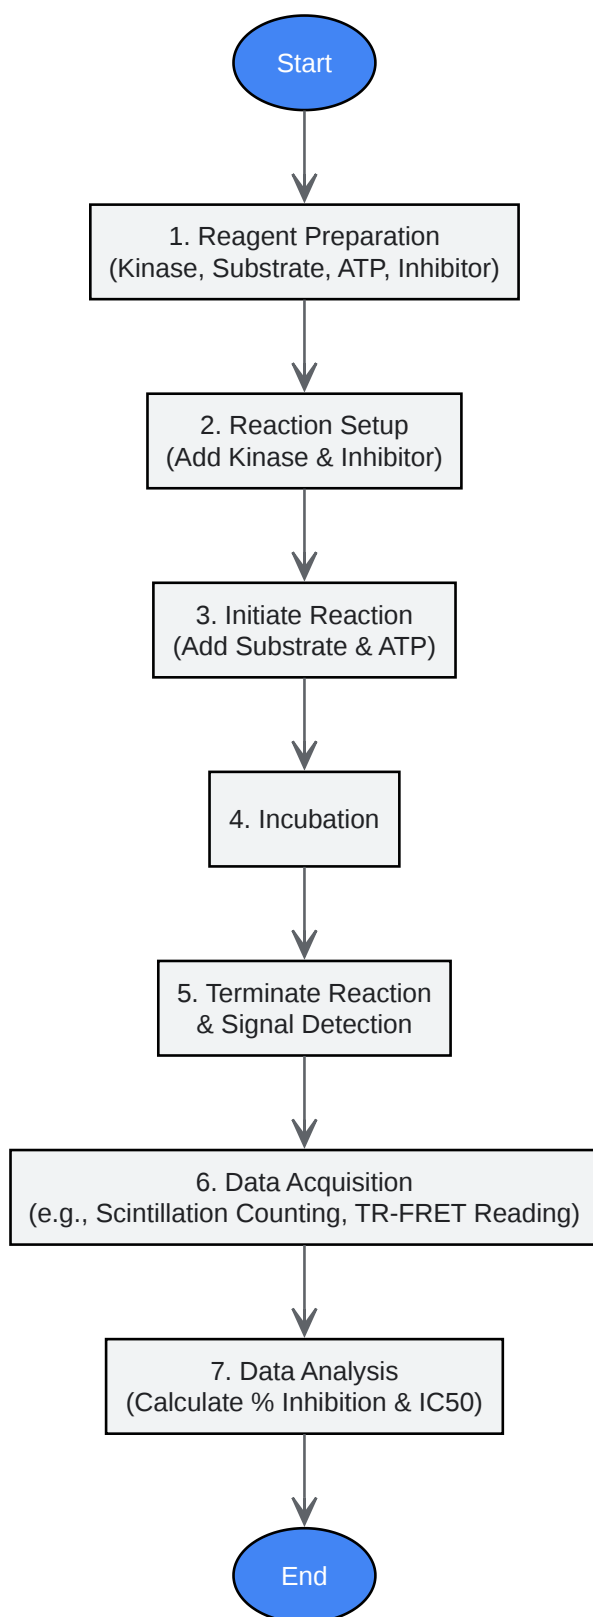 Start
1. Reagent Preparation
(Kinase, Substrate, ATP, Inhibitor)
2. Reaction Setup
(Add Kinase & Inhibitor)
3. Initiate Reaction
(Add Substrate & ATP)
4. Incubation
5. Terminate Reaction
& Signal Detection
6. Data Acquisition
(e.g., Scintillation Counting, TR-FRET Reading)
7. Data Analysis
(Calculate % Inhibition & IC50)
End